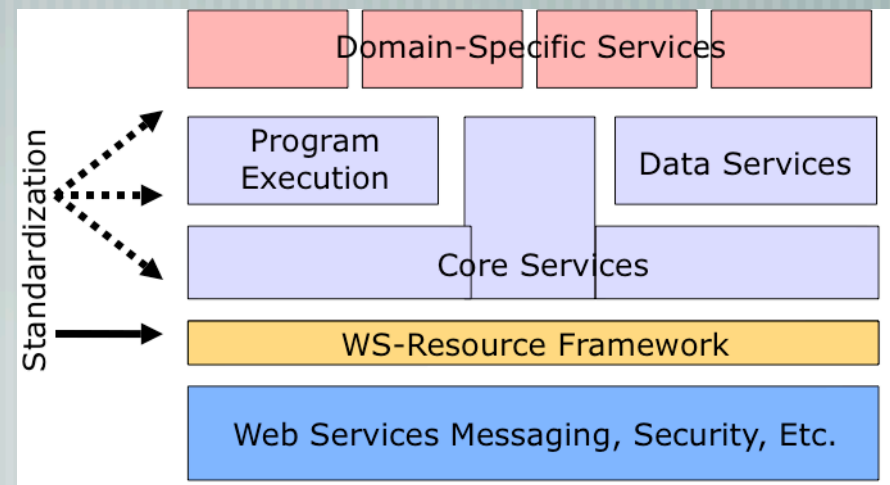 Domain-Specific Services
Standardization
Program
Execution
Data Services
Core Services
WS-Resource Framework
Web Services Messaging, Security, Etc.